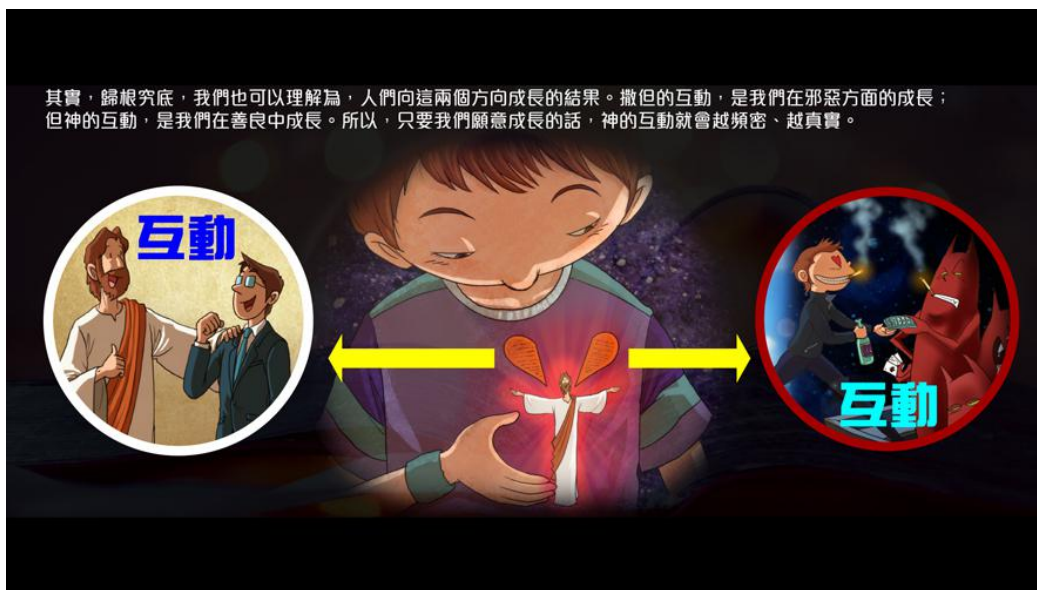 其實，歸根究底，我們也可以理解為，人們向這兩個方向成長的結果。撒但的互動，是我們在邪惡方面的成長；
但神的互動，是我們在善良中成長。所以，只要我們願意成長的話，神的互動就會越頻密、越真實。
互動
互動